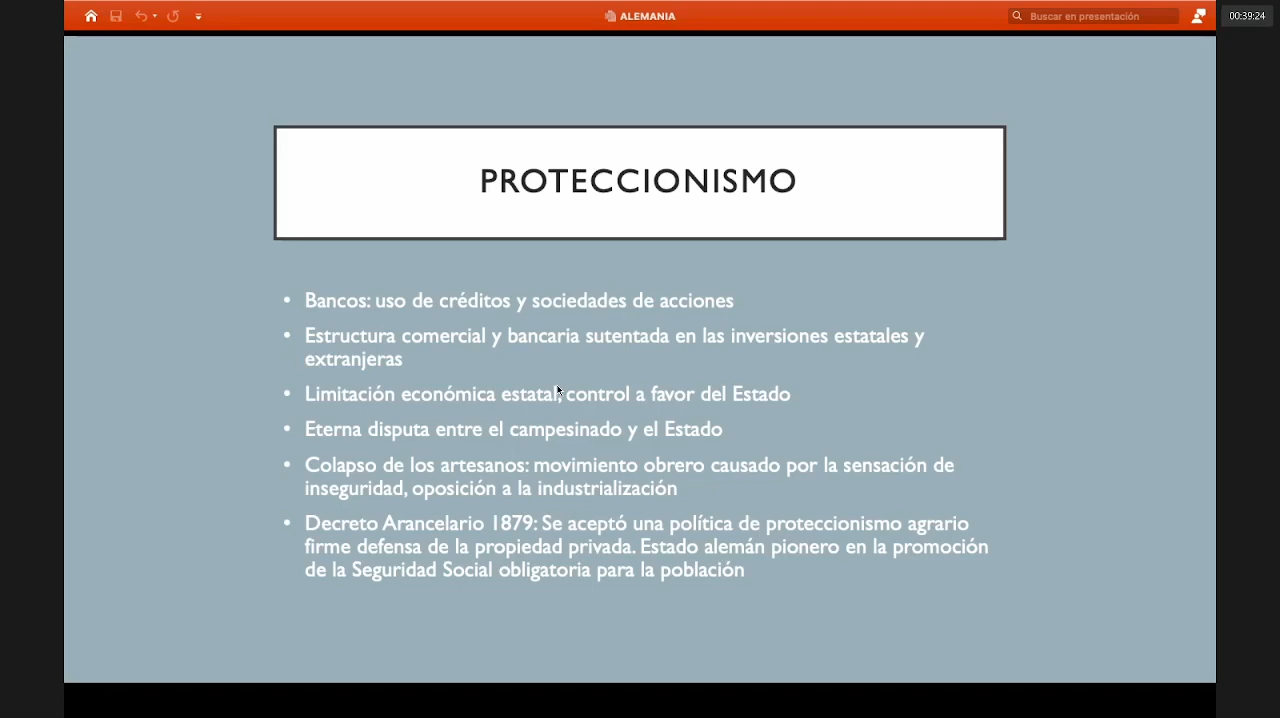 ALEMANIA
Buscar en presentación
00:39:24
PROTECCIONISMO
• Bancos: uso de créditos y sociedades de acciones
• Estructura comercial y bancaria sutentada en las inversiones estatales y
extranjeras
• Limitación económica estatal, control a favor del Estado
• Eterna disputa entre el campesinado y el Estado
• Colapso de los artesanos: movimiento obrero causado por la sensación de
inseguridad, oposición a la industrialización
• Decreto Arancelario 1879: Se aceptó una política de proteccionismo agrario
firme defensa de la propiedad privada. Estado alemán pionero en la promoción
de la Seguridad Social obligatoria para la población